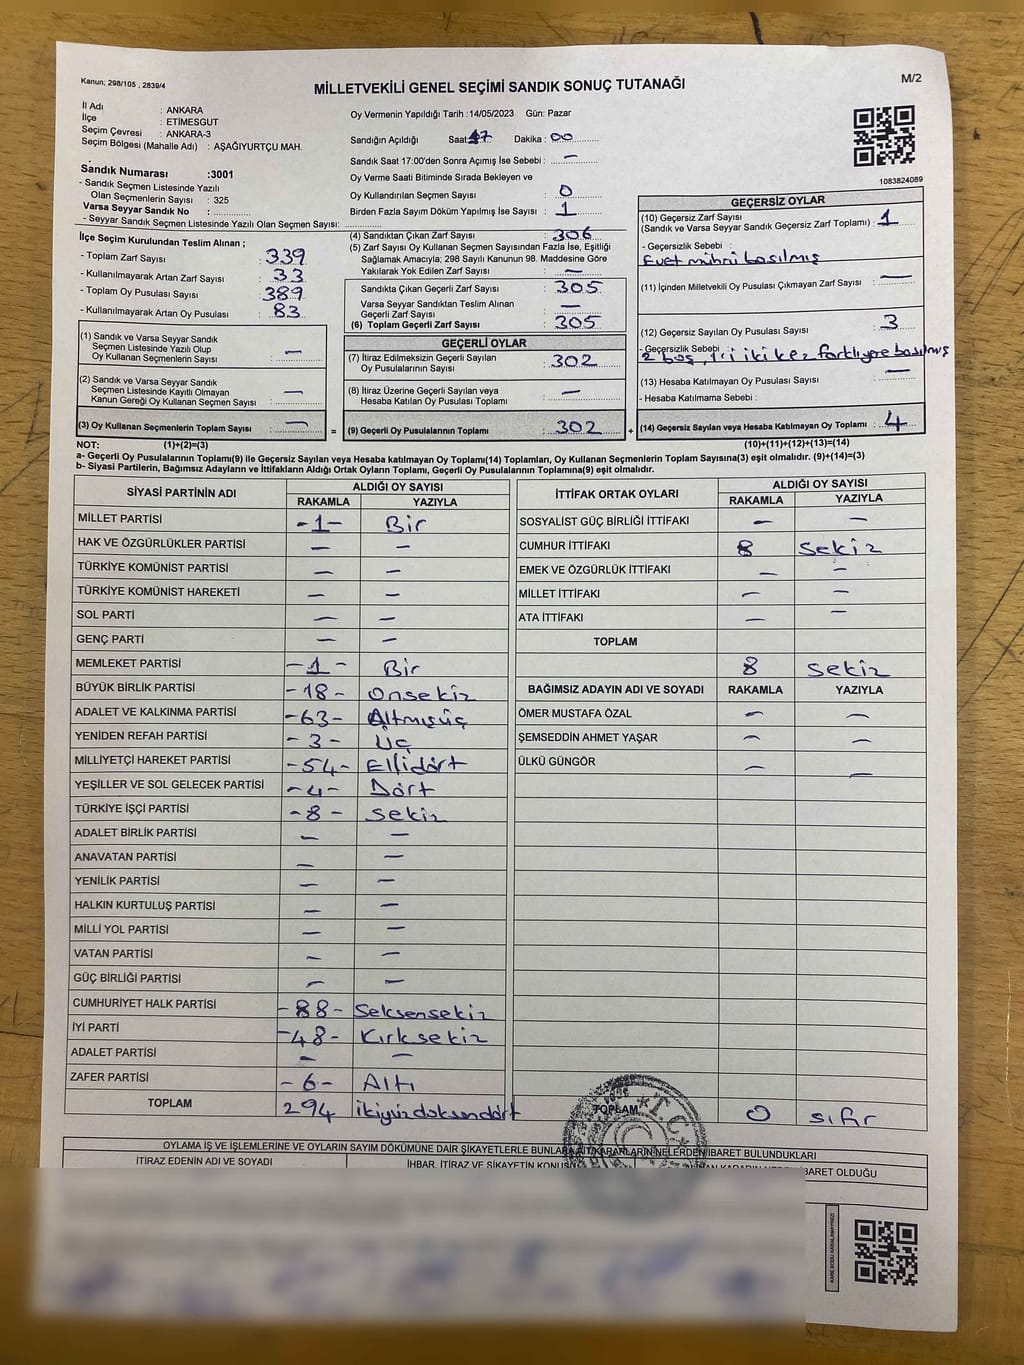 Kanun; 298/105 , 2839/4
MİLLETVEKİLİ GENEL SEÇİMİ SANDIK SONUÇ TUTANAĞI
M/2
İl Adı : ANKARA
İlçe : ETİMESGUT
Seçim Çevresi : ANKARA-3
Seçim Bölgesi (Mahalle Adı) : AŞAĞIYURTÇU MAH.
Sandık Numarası :3001
- Sandık Seçmen Listesinde Yazılı
Olan Seçmenlerin Sayısı : 325
Varsa Seyyar Sandık No :
- Seyyar Sandık Seçmen Listesinde Yazılı Olan Seçmen Sayısı:
İlçe Seçim Kurulundan Teslim Alınan ;
- Toplam Zarf Sayısı : 339
- Kullanılmayarak Artan Zarf Sayısı : 33
- Toplam Oy Pusulası Sayısı : 389
- Kullanılmayarak Artan Oy Pusulası : 83
(1) Sandık ve Varsa Seyyar Sandık
Seçmen Listesinde Yazılı Olup
Oy Kullanan Seçmenlerin Sayısı : —
(2) Sandık ve Varsa Seyyar Sandık
Seçmen Listesinde Kayıtlı Olmayan
Kanun Gereği Oy Kullanan Seçmen Sayısı : —
(3) Oy Kullanan Seçmenlerin Toplam Sayısı : —
Oy Vermenin Yapıldığı Tarih :14/05/2023 Gün: Pazar
Sandığın Açıldığı Saat: 17 Dakika : 00
Sandık Saat 17:00'den Sonra Açımış İse Sebebi : —
Oy Verme Saati Bitiminde Sırada Bekleyen ve
Oy Kullandırılan Seçmen Sayısı : 0
Birden Fazla Sayım Döküm Yapılmış İse Sayısı : 1
(4) Sandıktan Çıkan Zarf Sayısı : 306
(5) Zarf Sayısı Oy Kullanan Seçmen Sayısından Fazla İse, Eşitliği
Sağlamak Amacıyla; 298 Sayılı Kanunun 98. Maddesine Göre
Yakılarak Yok Edilen Zarf Sayısı : —
Sandıkta Çıkan Geçerli Zarf Sayısı : 305
Varsa Seyyar Sandıktan Teslim Alınan
Geçerli Zarf Sayısı : —
(6) Toplam Geçerli Zarf Sayısı : 305
GEÇERLİ OYLAR
(7) İtiraz Edilmeksizin Geçerli Sayılan
Oy Pusulalarının Sayısı : 302
(8) İtiraz Üzerine Geçerli Sayılan veya
Hesaba Katılan Oy Pusulası Toplamı : —
= (9) Geçerli Oy Pusulalarının Toplamı : 302 +
1083824089
GEÇERSİZ OYLAR
(10) Geçersiz Zarf Sayısı
(Sandık ve Varsa Seyyar Sandık Geçersiz Zarf Toplamı) : 1
- Geçersizlik Sebebi :
Evet mührü basılmış
(11) İçinden Milletvekili Oy Pusulası Çıkmayan Zarf Sayısı : —
(12) Geçersiz Sayılan Oy Pusulası Sayısı : 3
- Geçersizlik Sebebi :
2 boş, 1'i iki kez farklı yere basılmış
(13) Hesaba Katılmayan Oy Pusulası Sayısı : —
- Hesaba Katılmama Sebebi :
(14) Geçersiz Sayılan veya Hesaba Katılmayan Oy Toplamı : 4
NOT: (1)+(2)=(3) (10)+(11)+(12)+(13)=(14)
a- Geçerli Oy Pusulasının Toplamı(9) ile Geçersiz Sayılan veya Hesaba katılmayan Oy Toplamı(14) Toplamları, Oy Kullanan Seçmenlerin Toplam Sayısına(3) eşit olmalıdır. (9)+(14)=(3)
b- Siyasi Partilerin, Bağımsız Adayların ve İttifakların Aldığı Ortak Oyların Toplamı, Geçerli Oy Pusulalarının Toplamına(9) eşit olmalıdır.
SİYASİ PARTİNİN ADI ALDIĞI OY SAYISI
RAKAMLA YAZIYLA
MİLLET PARTİSİ -1- Bir
HAK VE ÖZGÜRLÜKLER PARTİSİ — —
TÜRKİYE KOMÜNİST PARTİSİ — —
TÜRKİYE KOMÜNİST HAREKETİ — —
SOL PARTİ — —
GENÇ PARTİ — —
MEMLEKET PARTİSİ -1- Bir
BÜYÜK BİRLİK PARTİSİ -18- Onsekiz
ADALET VE KALKINMA PARTİSİ -63- Altmışüç
YENİDEN REFAH PARTİSİ -3- Üç
MİLLİYETÇİ HAREKET PARTİSİ -54- Ellidört
YEŞİLLER VE SOL GELECEK PARTİSİ -4- Dört
TÜRKİYE İŞÇİ PARTİSİ -8- sekiz
ADALET BİRLİK PARTİSİ — —
ANAVATAN PARTİSİ — —
YENİLİK PARTİSİ — —
HALKIN KURTULUŞ PARTİSİ — —
MİLLİ YOL PARTİSİ — —
VATAN PARTİSİ — —
GÜÇ BİRLİĞİ PARTİSİ — —
CUMHURİYET HALK PARTİSİ -88- Seksensekiz
İYİ PARTİ -48- Kırksekiz
ADALET PARTİSİ — —
ZAFER PARTİSİ -6- Altı
TOPLAM 294 ikiyüzdoksandört
İTTİFAK ORTAK OYLARI ALDIĞI OY SAYISI
RAKAMLA YAZIYLA
SOSYALİST GÜÇ BİRLİĞİ İTTİFAKI — —
CUMHUR İTTİFAKI 8 sekiz
EMEK VE ÖZGÜRLÜK İTTİFAKI — —
MİLLET İTTİFAKI — —
ATA İTTİFAKI — —
TOPLAM
8 sekiz
BAĞIMSIZ ADAYIN ADI VE SOYADI RAKAMLA YAZIYLA
ÖMER MUSTAFA ÖZAL — —
ŞEMSEDDİN AHMET YAŞAR — —
ÜLKÜ GÜNGÖR — —
TOPLAM 0 sıfır
T.C.
OYLAMA İŞ VE İŞLEMLERİNE VE OYLARIN SAYIM DÖKÜMÜNE DAİR ŞİKAYETLERLE BUNLARA AİT KARARLARIN NELERDEN İBARET BULUNDUKLARI
İTİRAZ EDENİN ADI VE SOYADI İHBAR, İTİRAZ VE ŞİKAYETİN KONUSU İBARET OLDUĞU
KARE KODU KARALAMAYINIZ!